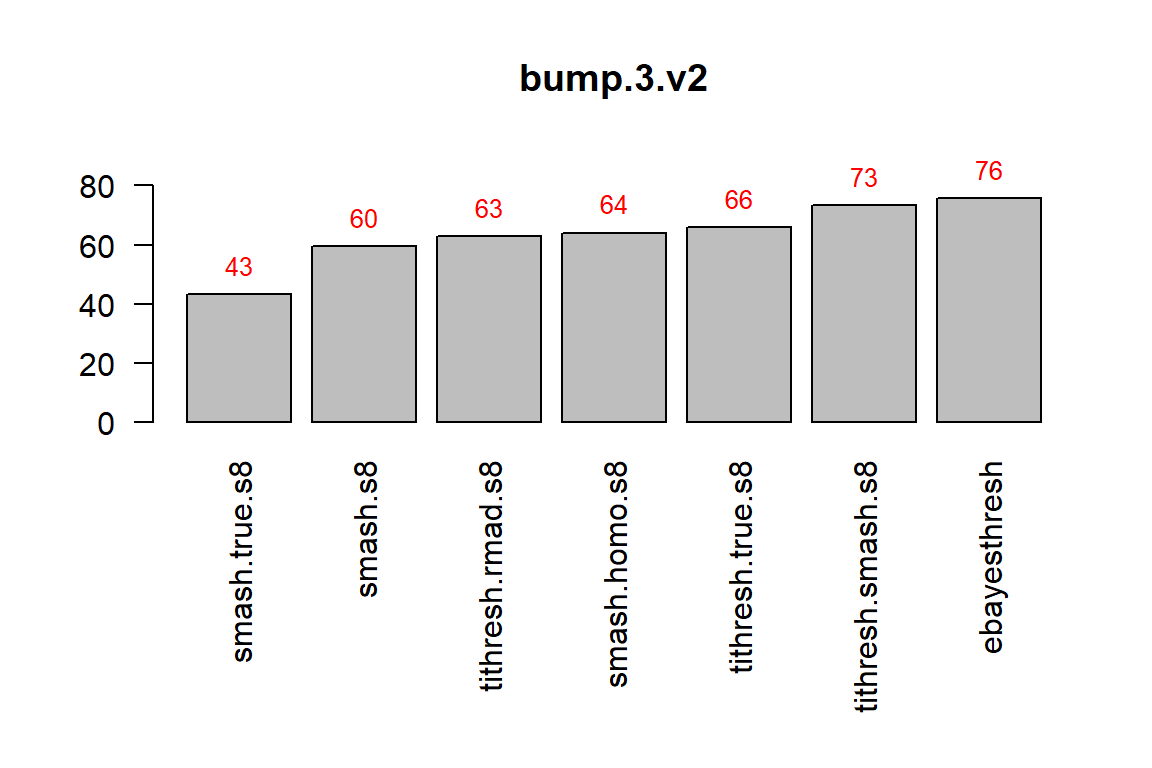 bump.3.v2
80
60
40
20
0
43
60
63
64
66
73
76
smash.true.s8
smash.s8
tithresh.rmad.s8
smash.homo.s8
tithresh.true.s8
tithresh.smash.s8
ebayesthresh